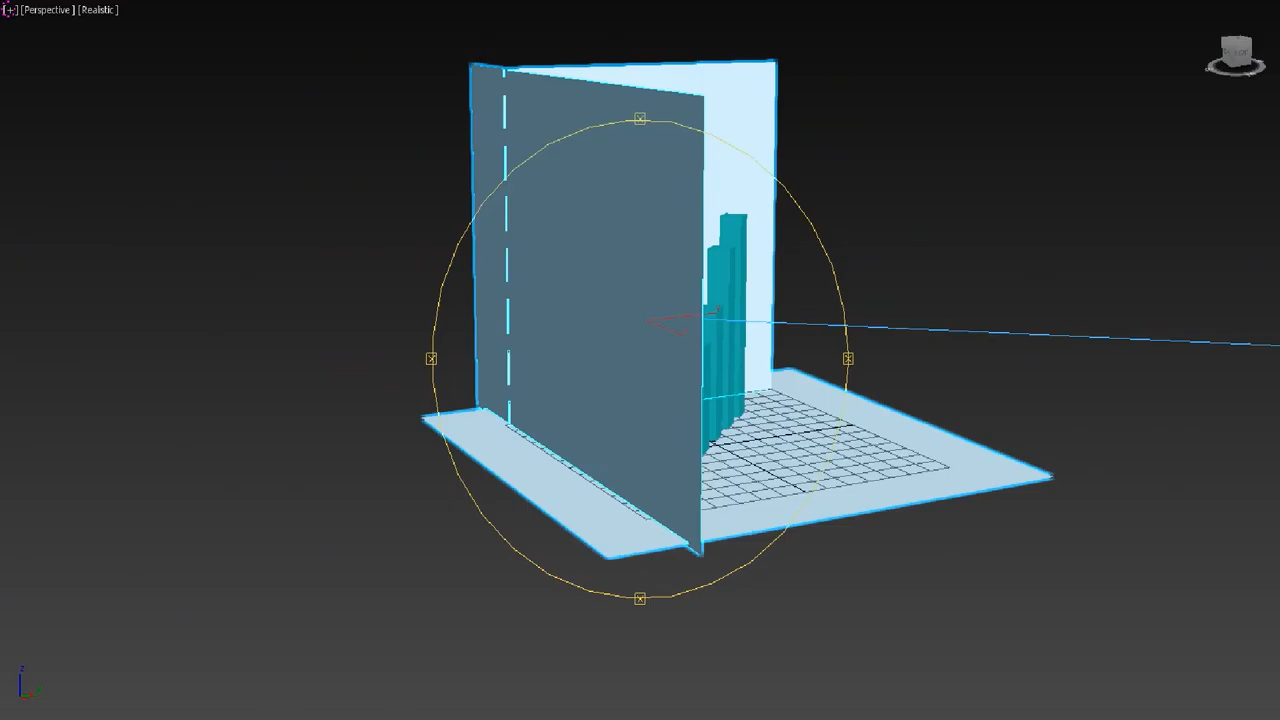 [+] [Perspective ] [Realistic ]
z